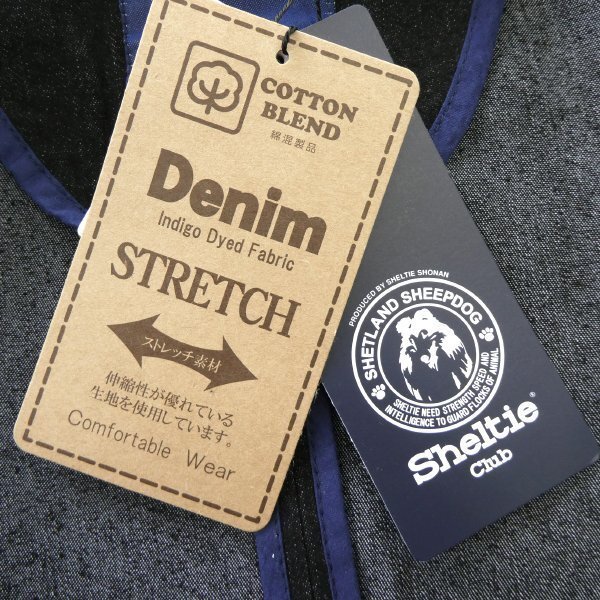 COTTON
BLEND
綿混製品
Denim
Indigo Dyed Fabric
STRETCH
ストレッチ素材
伸縮性が優れている
生地を使用しています。
Comfortable Wear
PRODUCED BY SHELTIE SHONAN
SHETLAND SHEEPDOG
SHELTIE NEED STRENGTH SPEED AND
INTELLIGENCE TO GUARD FLOCKS OF ANIMAL
Sheltie®
Club